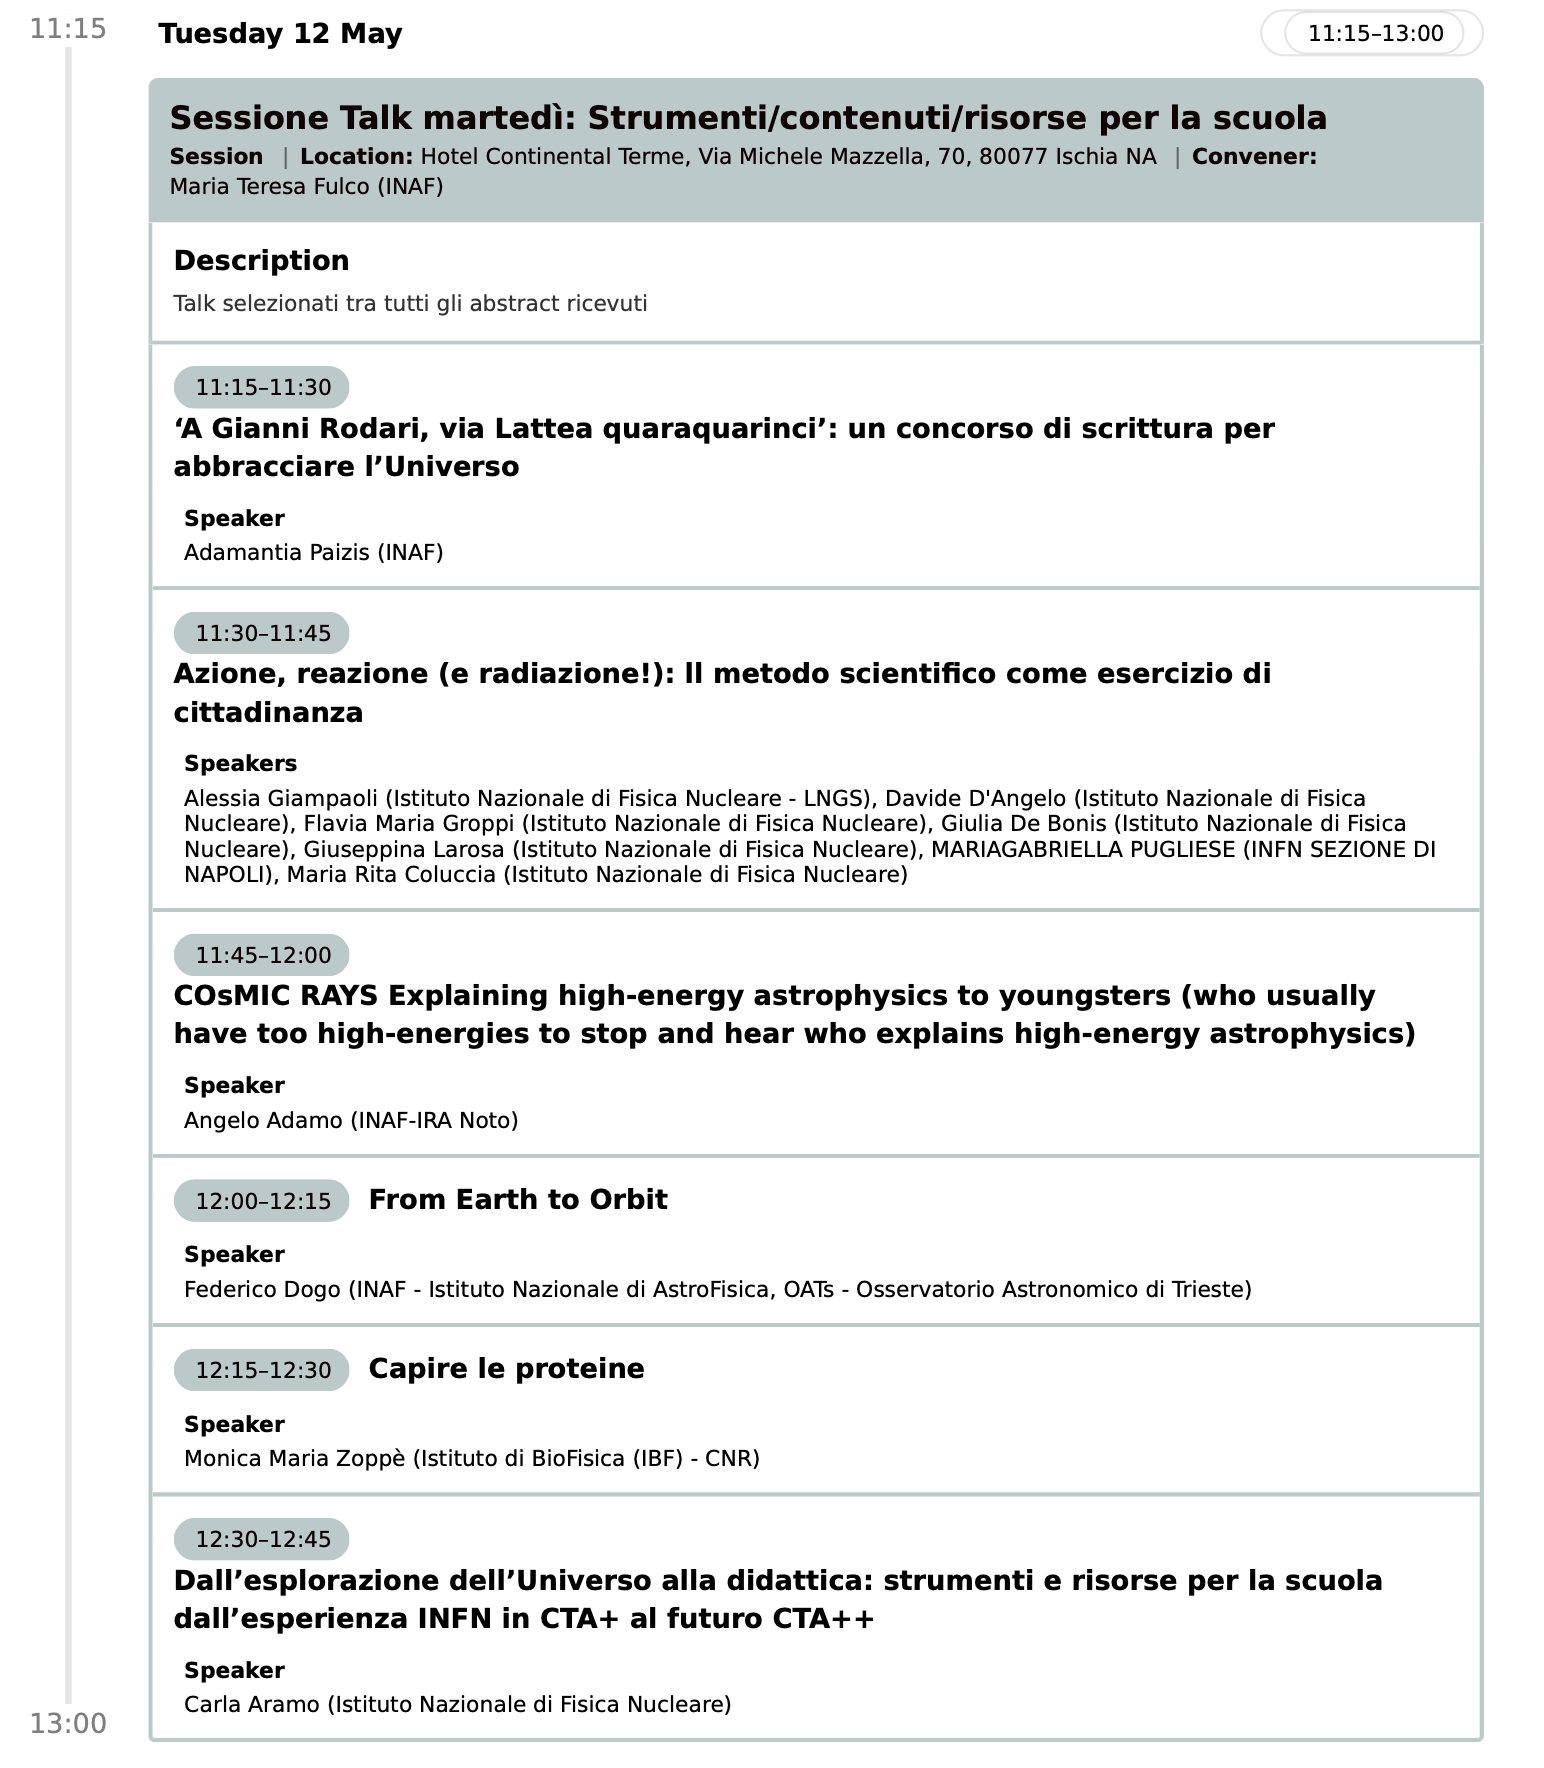 11:15
Tuesday 12 May
11:15–13:00
Sessione Talk martedì: Strumenti/contenuti/risorse per la scuola
Session | Location: Hotel Continental Terme, Via Michele Mazzella, 70, 80077 Ischia NA | Convener:
Maria Teresa Fulco (INAF)
Description
Talk selezionati tra tutti gli abstract ricevuti
11:15–11:30
‘A Gianni Rodari, via Lattea quaraquarinci’: un concorso di scrittura per
abbracciare l’Universo
Speaker
Adamantia Paizis (INAF)
11:30–11:45
Azione, reazione (e radiazione!): ll metodo scientifico come esercizio di
cittadinanza
Speakers
Alessia Giampaoli (Istituto Nazionale di Fisica Nucleare - LNGS), Davide D'Angelo (Istituto Nazionale di Fisica
Nucleare), Flavia Maria Groppi (Istituto Nazionale di Fisica Nucleare), Giulia De Bonis (Istituto Nazionale di Fisica
Nucleare), Giuseppina Larosa (Istituto Nazionale di Fisica Nucleare), MARIAGABRIELLA PUGLIESE (INFN SEZIONE DI
NAPOLI), Maria Rita Coluccia (Istituto Nazionale di Fisica Nucleare)
11:45–12:00
COsMIC RAYS Explaining high-energy astrophysics to youngsters (who usually
have too high-energies to stop and hear who explains high-energy astrophysics)
Speaker
Angelo Adamo (INAF-IRA Noto)
12:00–12:15 From Earth to Orbit
Speaker
Federico Dogo (INAF - Istituto Nazionale di AstroFisica, OATs - Osservatorio Astronomico di Trieste)
12:15–12:30 Capire le proteine
Speaker
Monica Maria Zoppè (Istituto di BioFisica (IBF) - CNR)
12:30–12:45
Dall’esplorazione dell’Universo alla didattica: strumenti e risorse per la scuola
dall’esperienza INFN in CTA+ al futuro CTA++
Speaker
Carla Aramo (Istituto Nazionale di Fisica Nucleare)
13:00